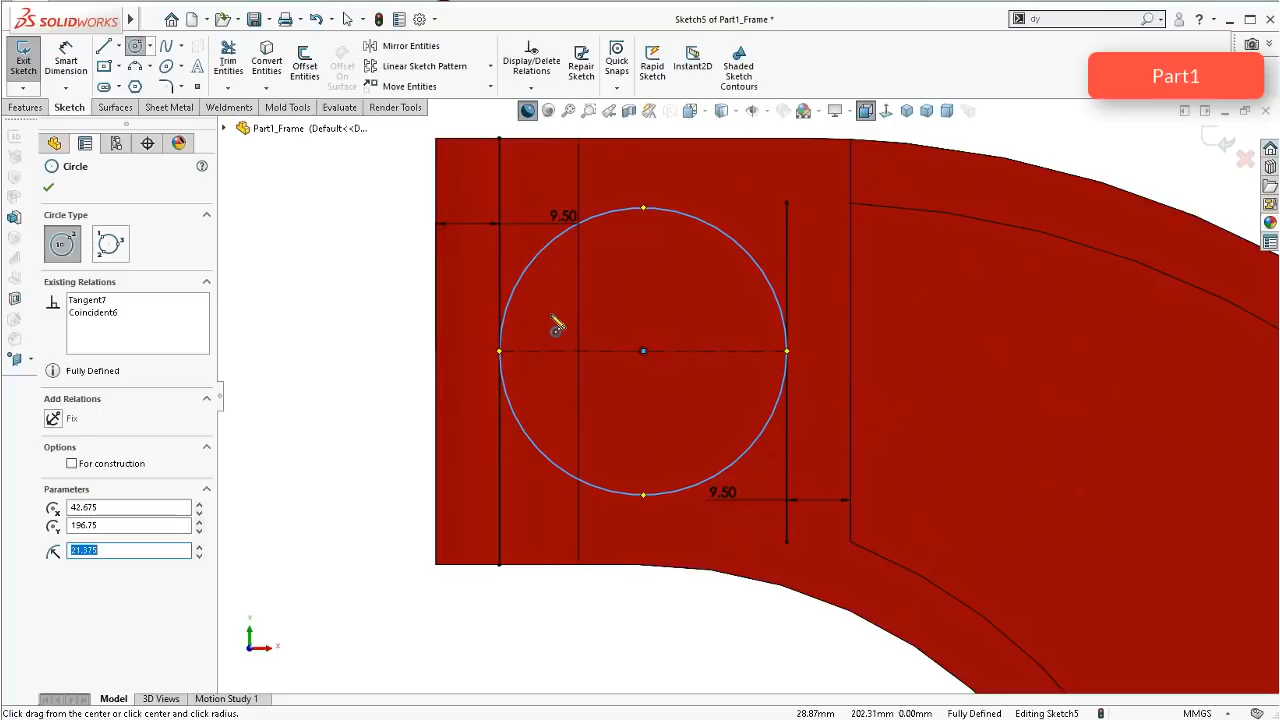 SOLIDWORKS
Sketch5 of Part1_Frame *
dy
Part1
Exit
Sketch
Smart
Dimension
Trim
Entities
Convert
Entities
Offset
Entities
Offset
On
Surface
Mirror Entities
Linear Sketch Pattern
Move Entities
Display/Delete
Relations
Repair
Sketch
Quick
Snaps
Rapid
Sketch
Instant2D
Shaded
Sketch
Contours
Features
Sketch
Surfaces
Sheet Metal
Weldments
Mold Tools
Evaluate
Render Tools
Part1_Frame (Default<<D...
Circle
Circle Type
Existing Relations
Tangent7
Coincident6
Fully Defined
Add Relations
Fix
Options
For construction
Parameters
42.675
196.75
21.375
9.50
9.50
Y
X
Model
3D Views
Motion Study 1
Click drag from the center or click center and click radius.
28.87mm
202.31mm 0.00mm
Fully Defined
Editing Sketch5
MMGS